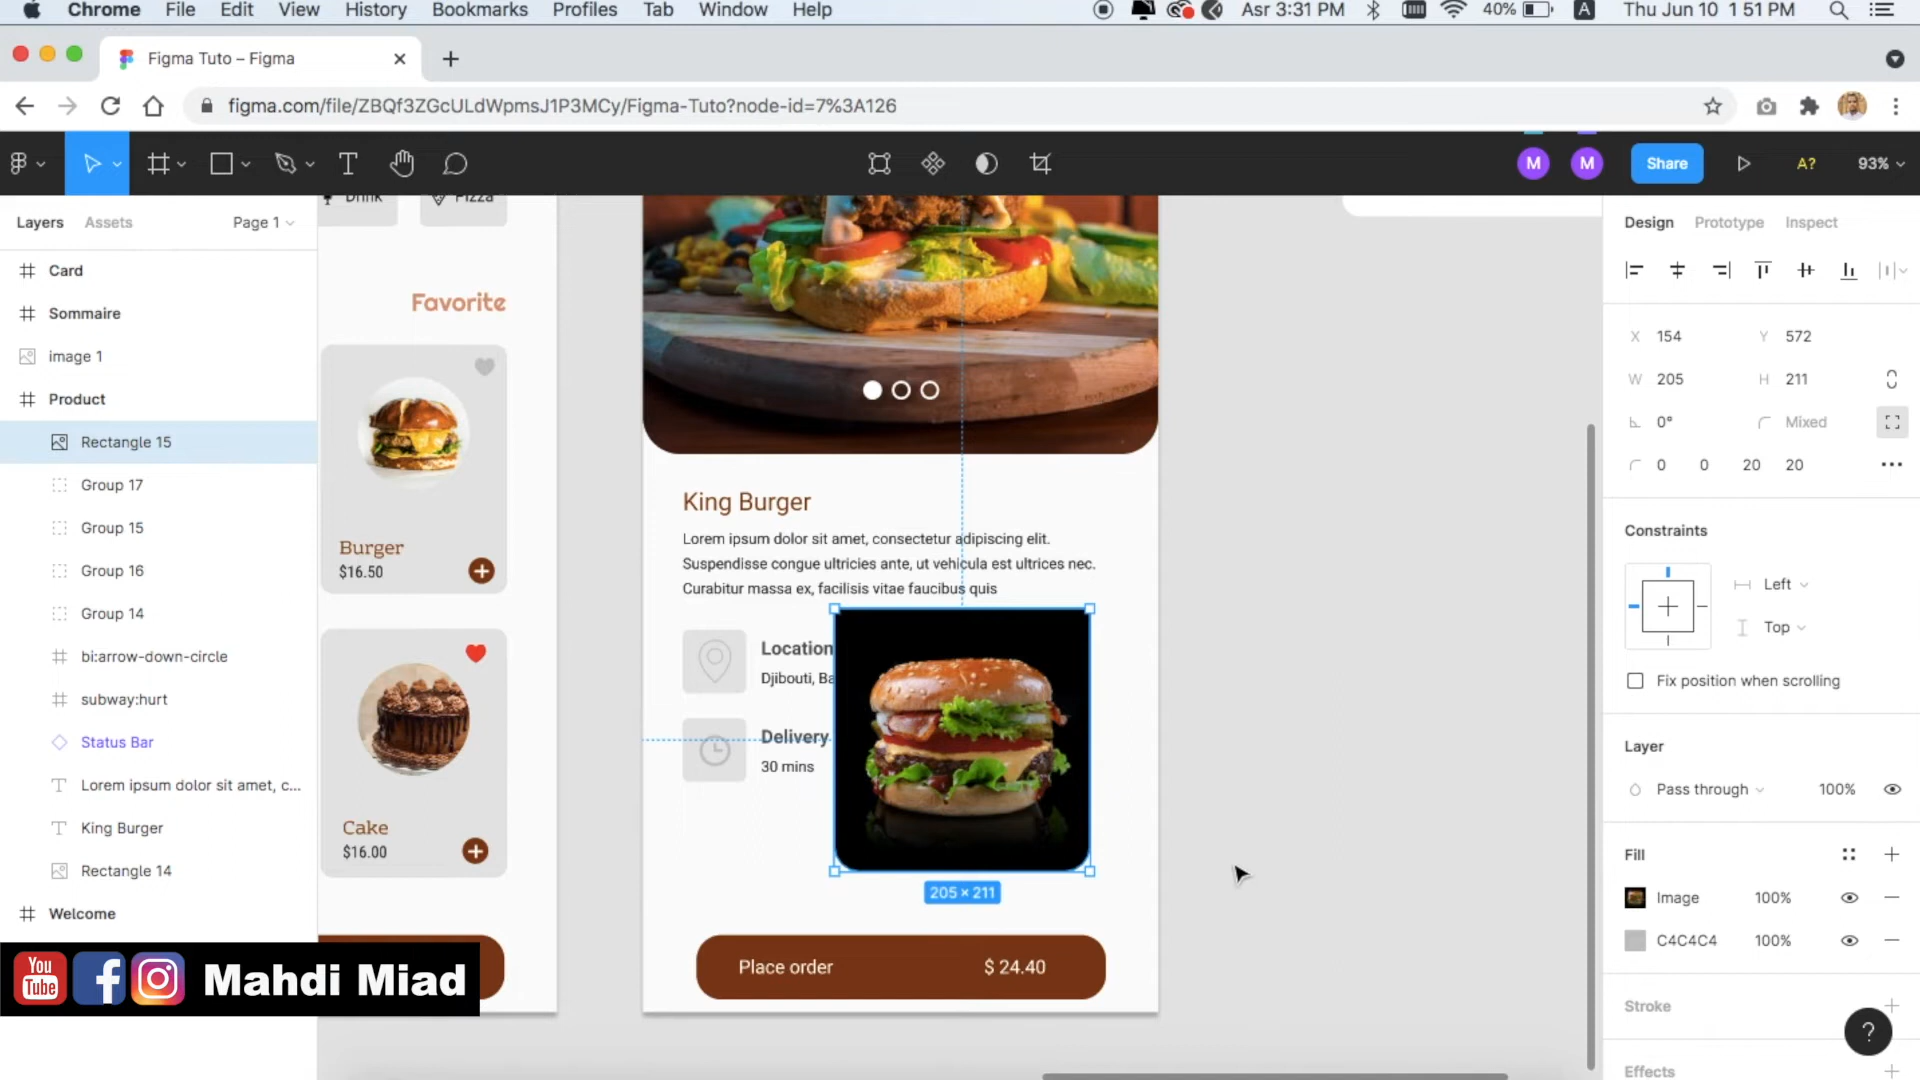 Chrome File Edit View History Bookmarks Profiles Tab Window Help
Asr 3:31 PM 40% A Thu Jun 10 1 51 PM
Figma Tuto – Figma
figma.com/file/ZBQf3ZGcULdWpmsJ1P3MCy/Figma-Tuto?node-id=7%3A126
T M M Share A? 93%
Layers Assets Page 1
Card
Sommaire
image 1
Product
Rectangle 15
Group 17
Group 15
Group 16
Group 14
bi:arrow-down-circle
subway:hurt
Status Bar
Lorem ipsum dolor sit amet, c...
King Burger
Rectangle 14
Welcome
You Tube f Mahdi Miad
Drink Pizza
Favorite
Burger
$16.50
Cake
$16.00
King Burger
Lorem ipsum dolor sit amet, consectetur adipiscing elit.
Suspendisse congue ultricies ante, ut vehicula est ultrices nec.
Curabitur massa ex, facilisis vitae faucibus quis
Location
Djibouti, Ba
Delivery
30 mins
205 × 211
Place order $ 24.40
Design Prototype Inspect
X 154 Y 572
W 205 H 211
0° Mixed
0 0 20 20
Constraints
Left
Top
Fix position when scrolling
Layer
Pass through 100%
Fill
Image 100%
C4C4C4 100%
Stroke
?
Effects